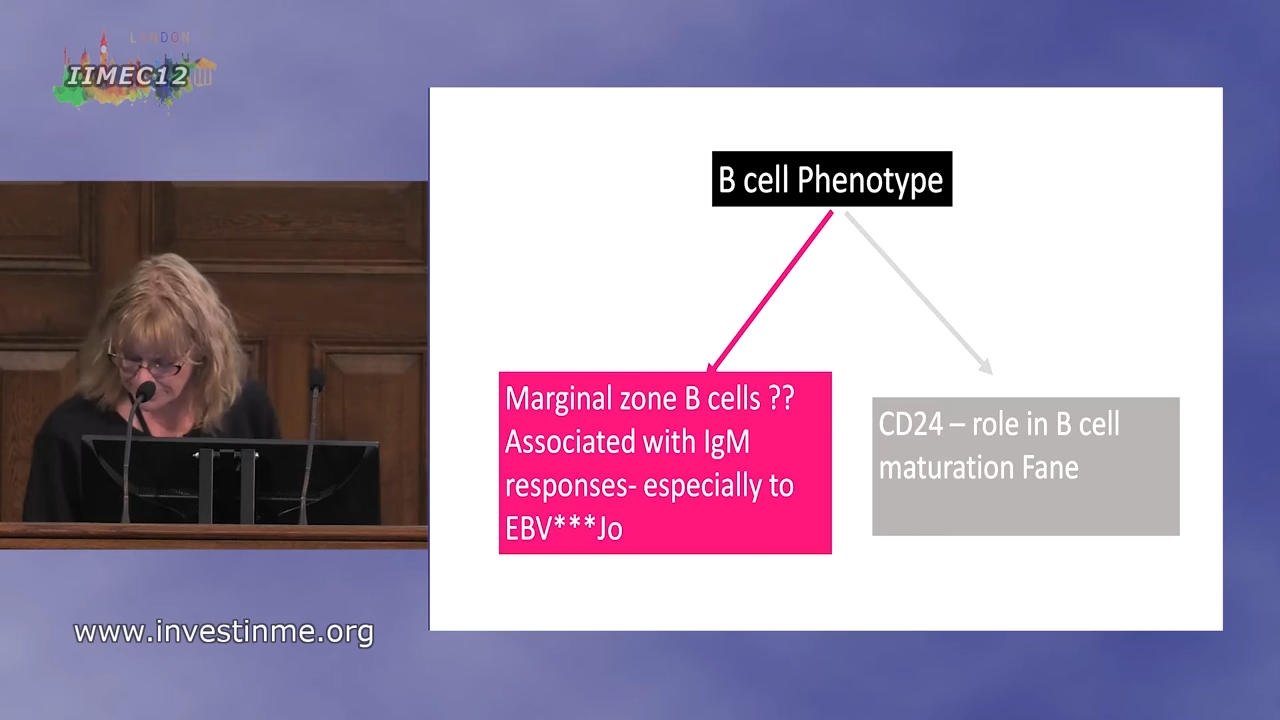 LONDON
IIMEC12
B cell Phenotype
Marginal zone B cells ??
Associated with IgM
responses- especially to
EBV***Jo
CD24 – role in B cell
maturation Fane
www.investinme.org